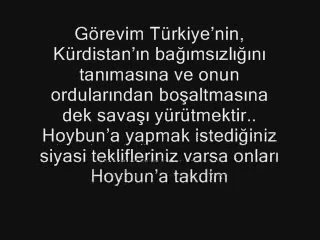 Görevim Türkiye’nin,
Kürdistan’ın bağımsızlığını
tanımasına ve onun
ordularından boşaltmasına
dek savaşı yürütmektir..
Hoybun’a yapmak istediğiniz
siyasi teklifleriniz varsa onları
Hoybun’a takdim